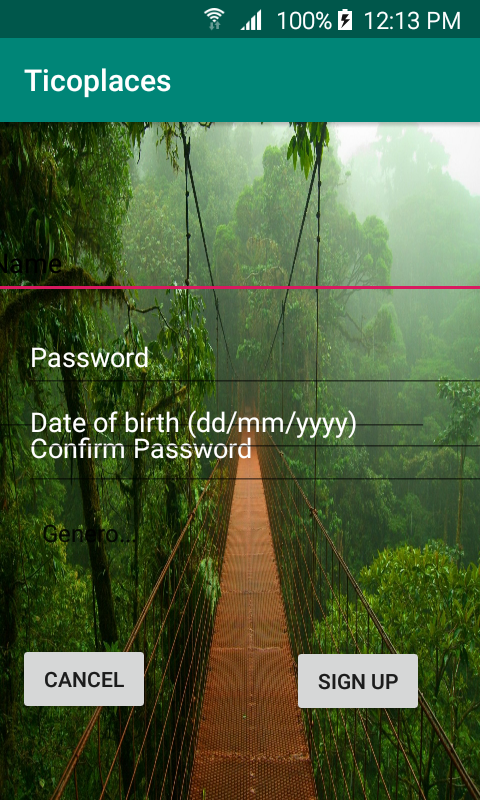 100% 12:13 PM
Ticoplaces
Name
Password
Date of birth (dd/mm/yyyy)
Confirm Password
Genero...
CANCEL
SIGN UP